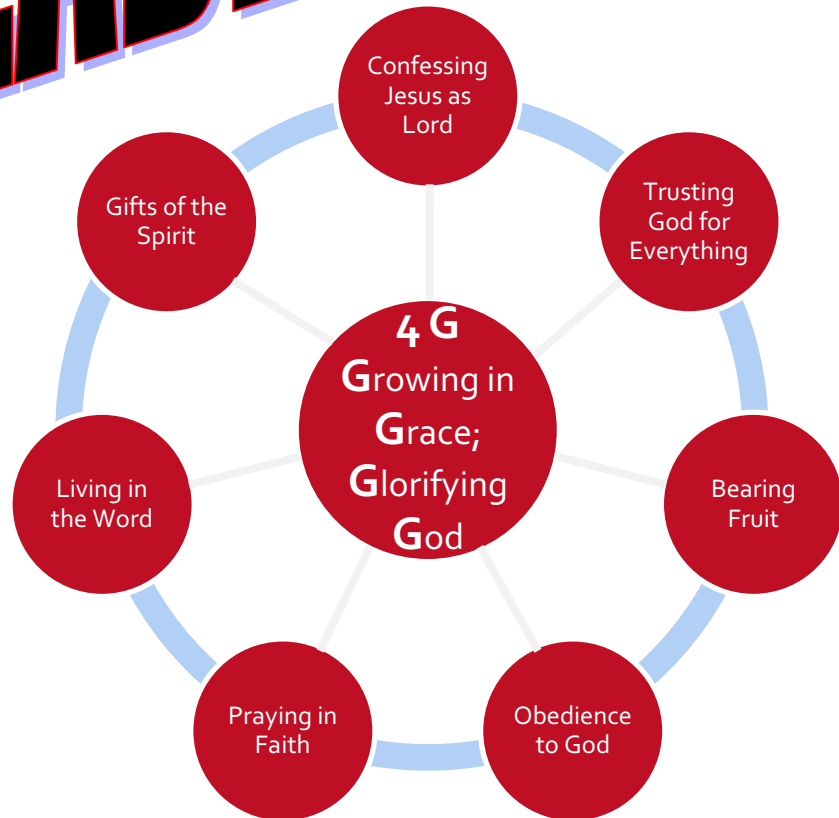 Confessing
Jesus as
Lord
Trusting
God for
Everything
Bearing
Fruit
Obedience
to God
Praying in
Faith
Living in
the Word
Gifts of the
Spirit
4 G
Growing in
Grace;
Glorifying
God